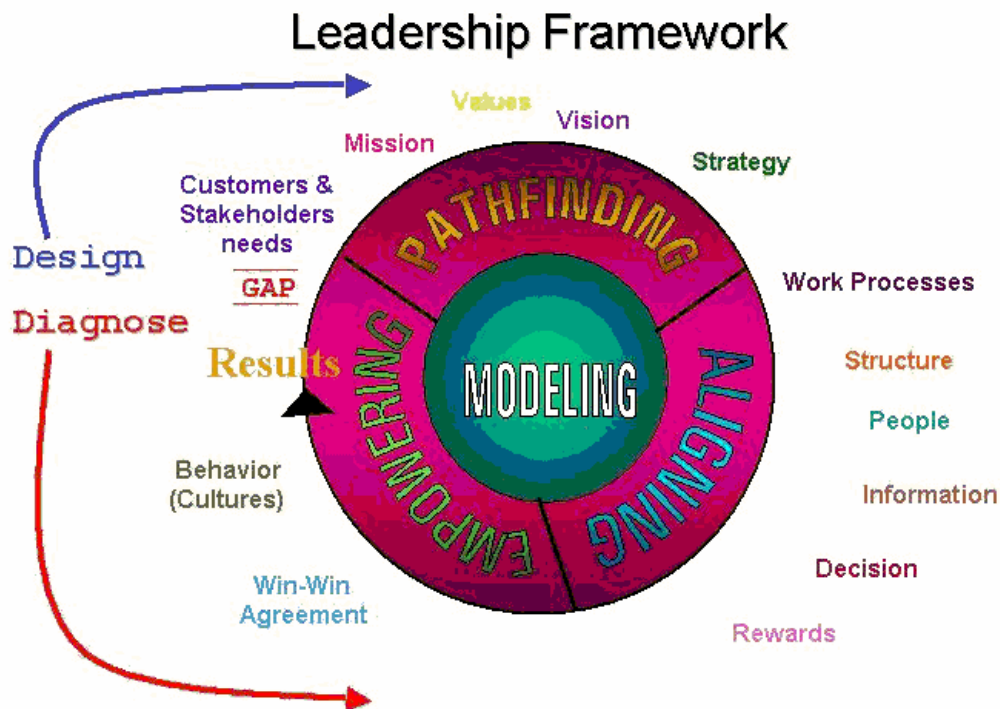 Leadership Framework
Values
Vision
Mission
Strategy
Customers &
Stakeholders
needs
Design
GAP
Diagnose
Results
PATHFINDING
Work Processes
Structure
MODELING
ALIGNING
EMPOWERING
People
Behavior
(Cultures)
Information
Decision
Win-Win
Agreement
Rewards